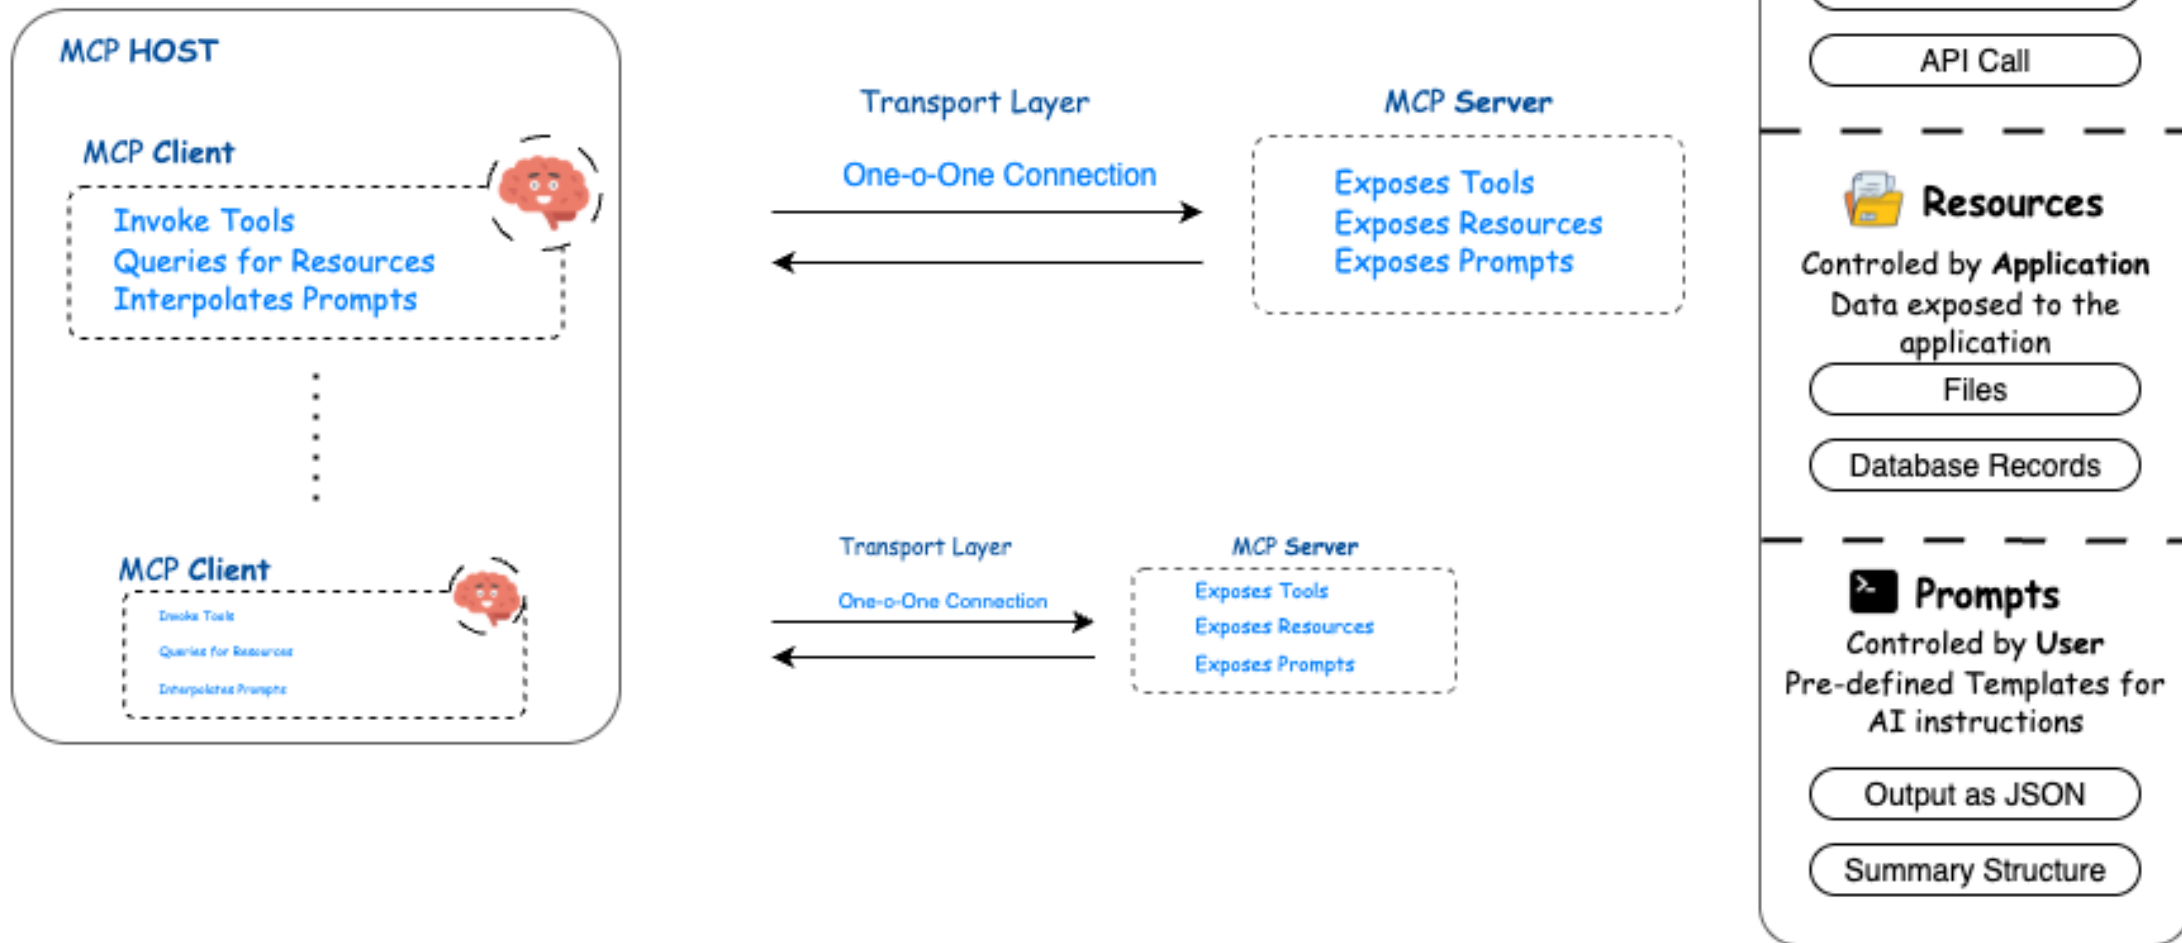 MCP HOST
MCP Client
Invoke Tools
Queries for Resources
Interpolates Prompts
Transport Layer
One-o-One Connection
MCP Server
Exposes Tools
Exposes Resources
Exposes Prompts
MCP Client
Invoke Tools
Queries for Resources
Interpolates Prompts
Transport Layer
One-o-One Connection
MCP Server
Exposes Tools
Exposes Resources
Exposes Prompts
API Call
Resources
Controled by Application
Data exposed to the
application
Files
Database Records
Prompts
Controled by User
Pre-defined Templates for
AI instructions
Output as JSON
Summary Structure